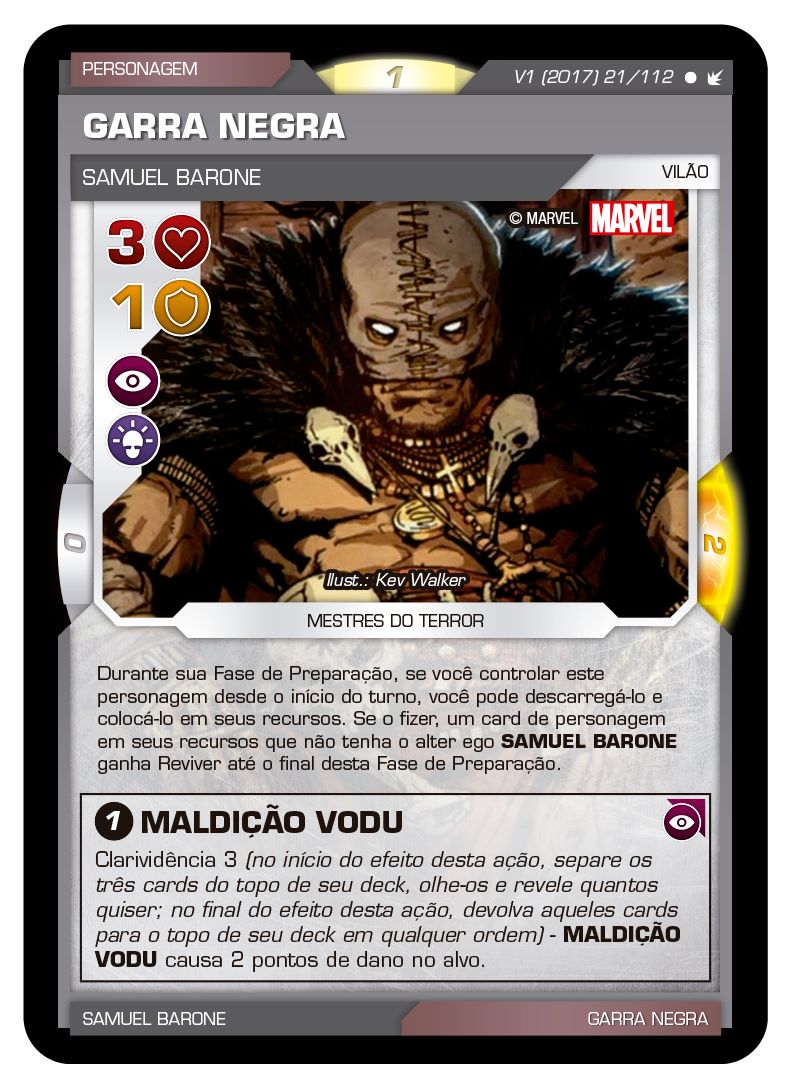 PERSONAGEM
1
V1 (2017) 21/112
GARRA NEGRA
SAMUEL BARONE
VILÃO
© MARVEL MARVEL
3
1
0
2
Illust.: Kev Walker
MESTRES DO TERROR
Durante sua Fase de Preparação, se você controlar este
personagem desde o início do turno, você pode descarregá-lo e
colocá-lo em seus recursos. Se o fizer, um card de personagem
em seus recursos que não tenha o alter ego SAMUEL BARONE
ganha Reviver até o final desta Fase de Preparação.
1 MALDIÇÃO VODU
Clarividência 3 (no início do efeito desta ação, separe os
três cards do topo de seu deck, olhe-os e revele quantos
quiser; no final do efeito desta ação, devolva aqueles cards
para o topo de seu deck em qualquer ordem) - MALDIÇÃO
VODU causa 2 pontos de dano no alvo.
SAMUEL BARONE
GARRA NEGRA